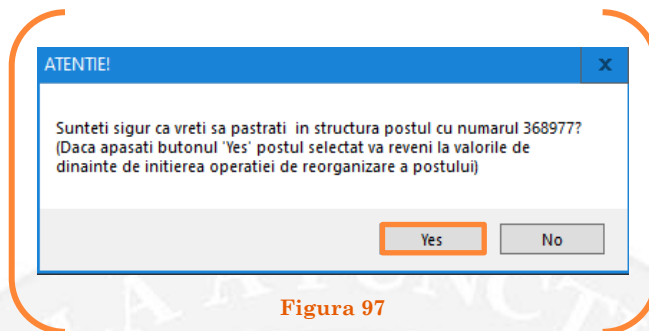 ATENTIE!
x
Sunteti sigur ca vreti sa pastrati in structura postul cu numarul 368977?
(Daca apasati butonul 'Yes' postul selectat va reveni la valorile de
dinainte de initierea operatiei de reorganizare a postului)
Yes
No
Figura 97